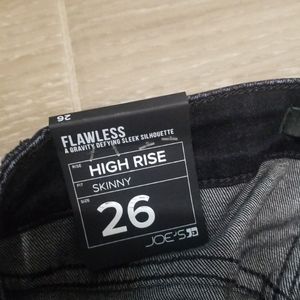 26
FLAWLESS
A GRAVITY DEFYING SLEEK SILHOUETTE
RISE HIGH RISE
FIT SKINNY
SIZE 26
JOE'S